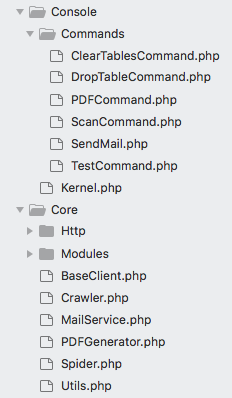 Console
Commands
ClearTablesCommand.php
DropTableCommand.php
PDFCommand.php
ScanCommand.php
SendMail.php
TestCommand.php
Kernel.php
Core
Http
Modules
BaseClient.php
Crawler.php
MailService.php
PDFGenerator.php
Spider.php
Utils.php